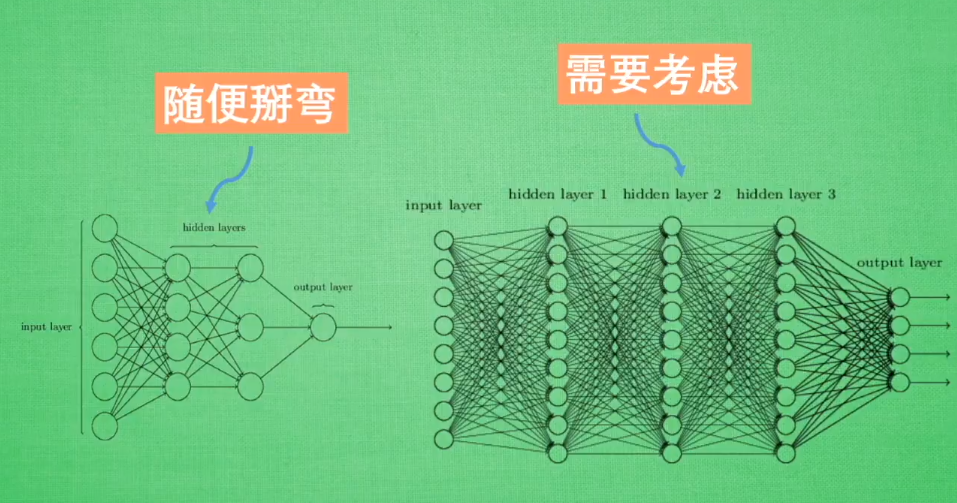 随便掰弯
需要考虑
hidden layers
output layer
input layer
input layer
hidden layer 1
hidden layer 2
hidden layer 3
output layer